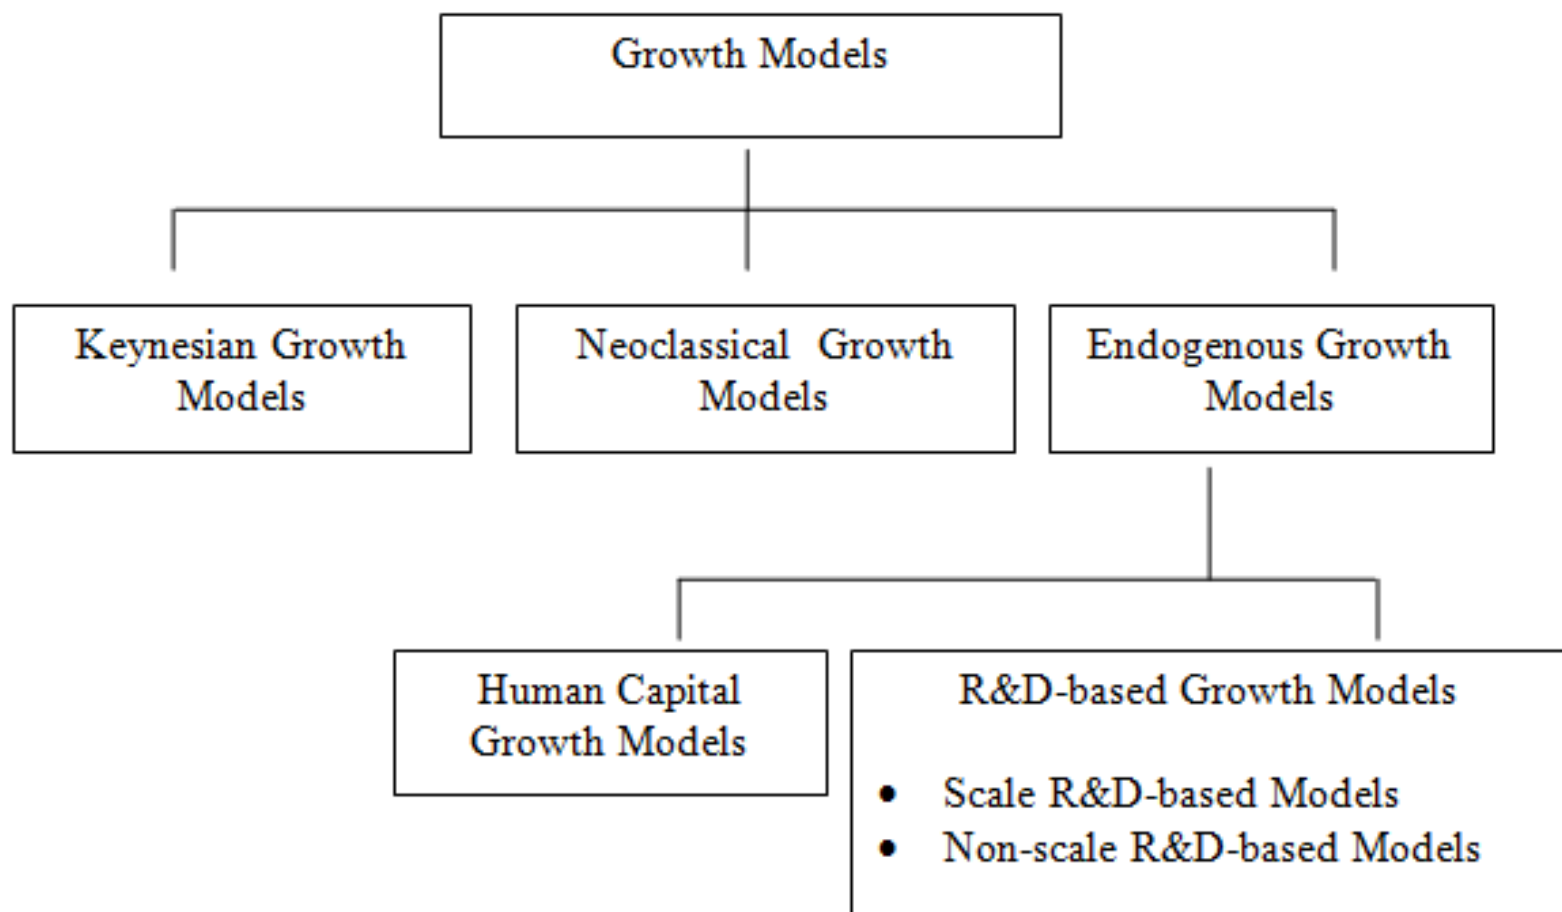 Growth Models
Keynesian Growth
Models
Neoclassical  Growth
Models
Endogenous Growth
Models
Human Capital
Growth Models
R&D-based Growth Models
• Scale R&D-based Models
• Non-scale R&D-based Models